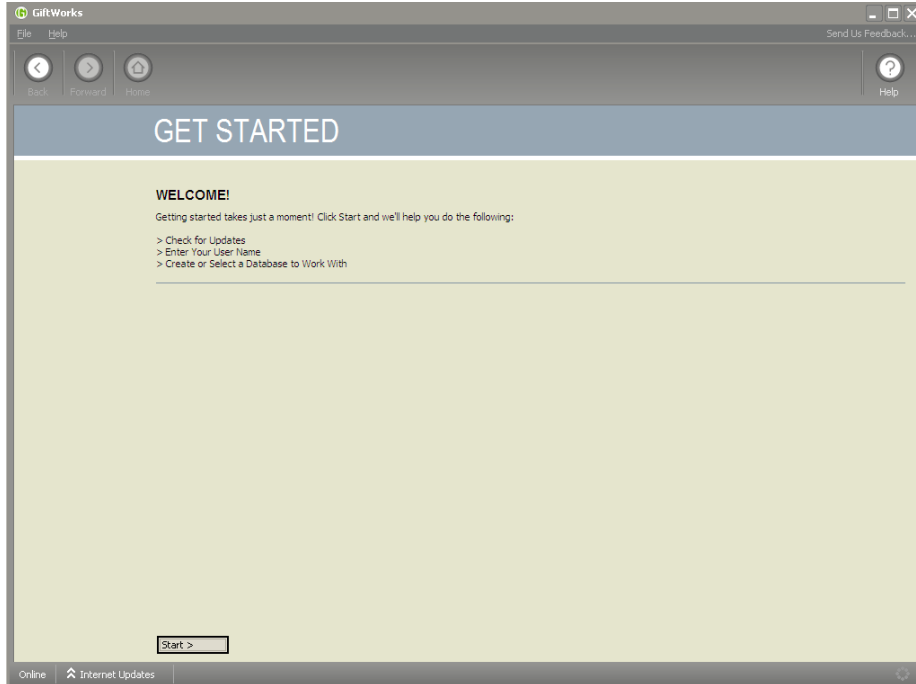 GiftWorks
File Help Send Us Feedback...
Back Forward Home Help
GET STARTED
WELCOME!
Getting started takes just a moment! Click Start and we'll help you do the following:
> Check for Updates
> Enter Your User Name
> Create or Select a Database to Work With
Start >
Online Internet Updates